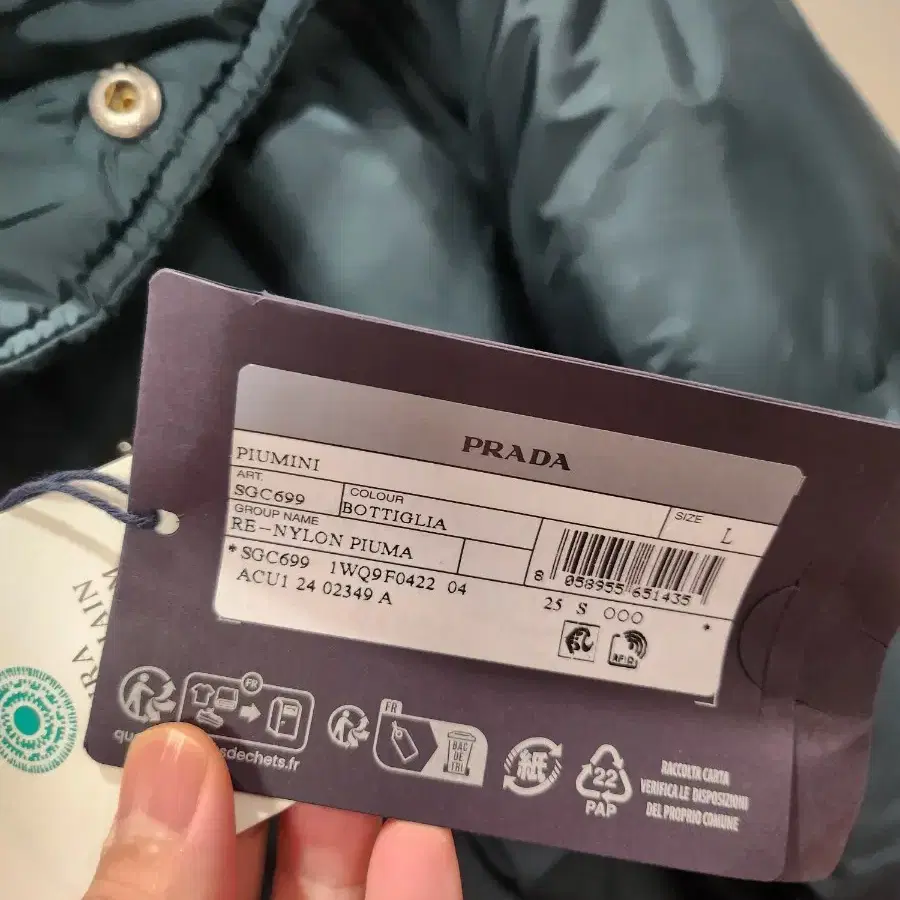 PRADA
PIUMINI
ART.
SGC699
COLOUR
BOTTIGLIA
SIZE
L
GROUP NAME
RE-NYLON PIUMA
* SGC699 1WQ9F0422 04
ACU1 24 02349 A
8 058955 651435
25 S 000
*
RFID
FR
sdechets.fr
FR
BAC
DE
TRI
紙
22
PAP
RACCOLTA CARTA
VERIFICA LE DISPOSIZIONI
DEL PROPRIO COMUNE